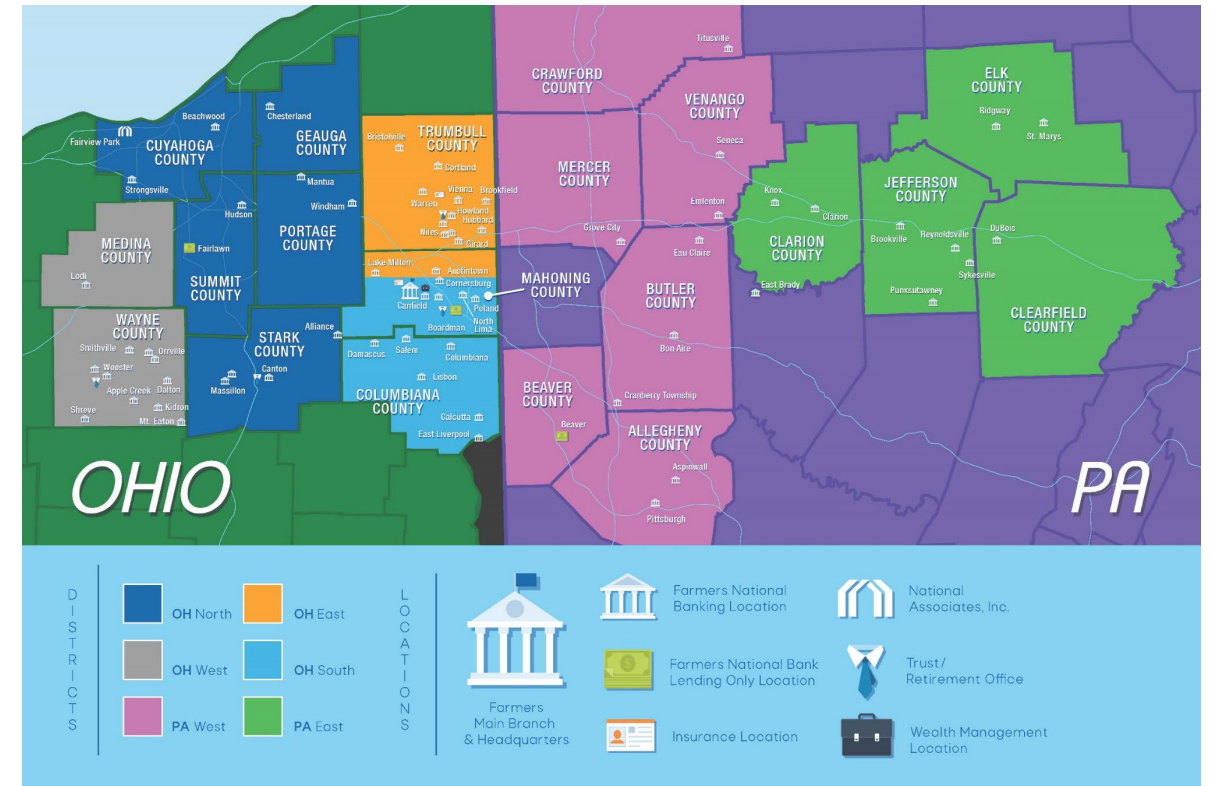 Titusville
CRAWFORD
COUNTY
ELK
COUNTY
VENANGO
COUNTY
Ridgway
St. Marys
Beachwood
Chesterland
Fairview Park
CUYAHOGA
COUNTY
GEAUGA
COUNTY
Bristolville
TRUMBULL
COUNTY
Seneca
Cortland
MERCER
COUNTY
JEFFERSON
COUNTY
Strongsville
Mantua
Vienna
Brookfield
Knox
Warren
Windham
Hudson
Howland
Hubbard
Emlenton
Clarion
PORTAGE
COUNTY
Niles
Girard
Grove City
Brookville
Reynoldsville
DuBois
MEDINA
COUNTY
Fairlawn
CLARION
COUNTY
Eau Claire
Lodi
Lake Milton
Austintown
Cornersburg
MAHONING
COUNTY
Sykesville
SUMMIT
COUNTY
BUTLER
COUNTY
East Brady
Punxsutawney
Canfield
Poland
CLEARFIELD
COUNTY
North
Lima
Boardman
WAYNE
COUNTY
Alliance
STARK
COUNTY
Smithville
Orrville
Damascus
Salem
Columbiana
Bon Aire
Wooster
Canton
Lisbon
Apple Creek
Dalton
Massillon
BEAVER
COUNTY
COLUMBIANA
COUNTY
Cranberry Township
Shreve
Kidron
Mt. Eaton
Calcutta
Beaver
ALLEGHENY
COUNTY
East Liverpool
Aspinwall
OHIO
PA
Pittsburgh
DISTRICTS
OH North
OH East
OH West
OH South
PA West
PA East
LOCATIONS
Farmers
Main Branch
& Headquarters
Farmers National
Banking Location
Farmers National Bank
Lending Only Location
Insurance Location
National
Associates, Inc.
Trust/
Retirement Office
Wealth Management
Location